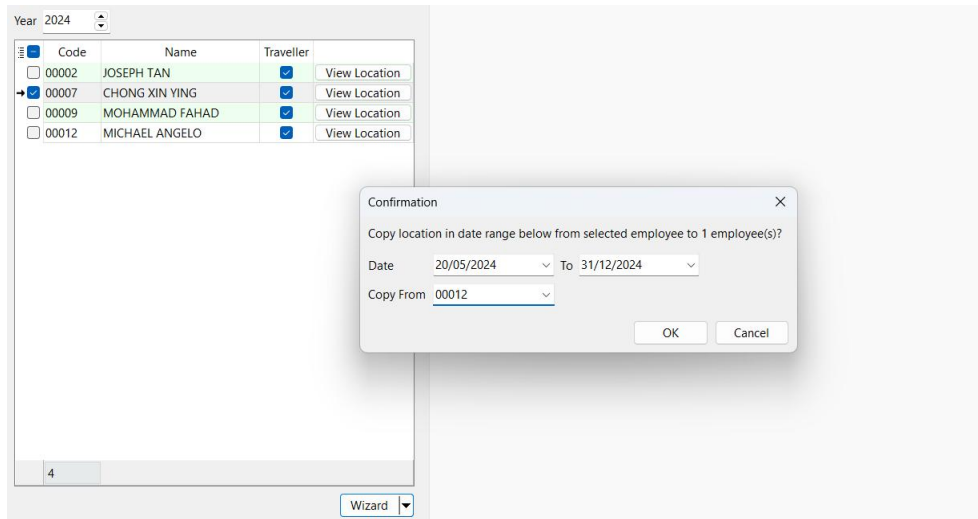 Year 2024
Code Name Traveller
00002 JOSEPH TAN View Location
00007 CHONG XIN YING View Location
00009 MOHAMMAD FAHAD View Location
00012 MICHAEL ANGELO View Location
Confirmation
Copy location in date range below from selected employee to 1 employee(s)?
Date 20/05/2024 To 31/12/2024
Copy From 00012
OK Cancel
4
Wizard